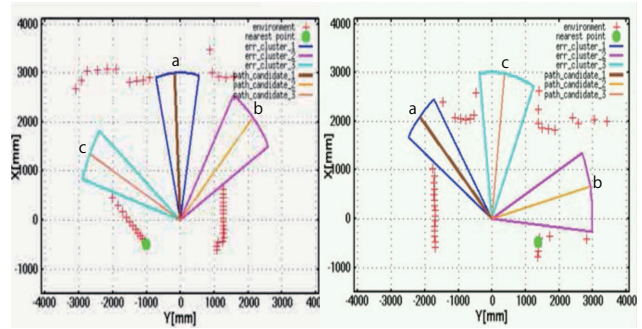 X[mm]
4000
3000
2000
1000
0
-1000
-4000 -3000 -2000 -1000 0 1000 2000 3000 4000
Y[mm]
environment
nearest point
err_cluster_1
err_cluster_2
err_cluster_3
path_candidate_1
path_candidate_2
path_candidate_3
a
b
c
X[mm]
4000
3000
2000
1000
0
-1000
-4000 -3000 -2000 -1000 0 1000 2000 3000 4000
Y[mm]
environment
nearest point
err_cluster_1
err_cluster_2
err_cluster_3
path_candidate_1
path_candidate_2
path_candidate_3
c
a
b